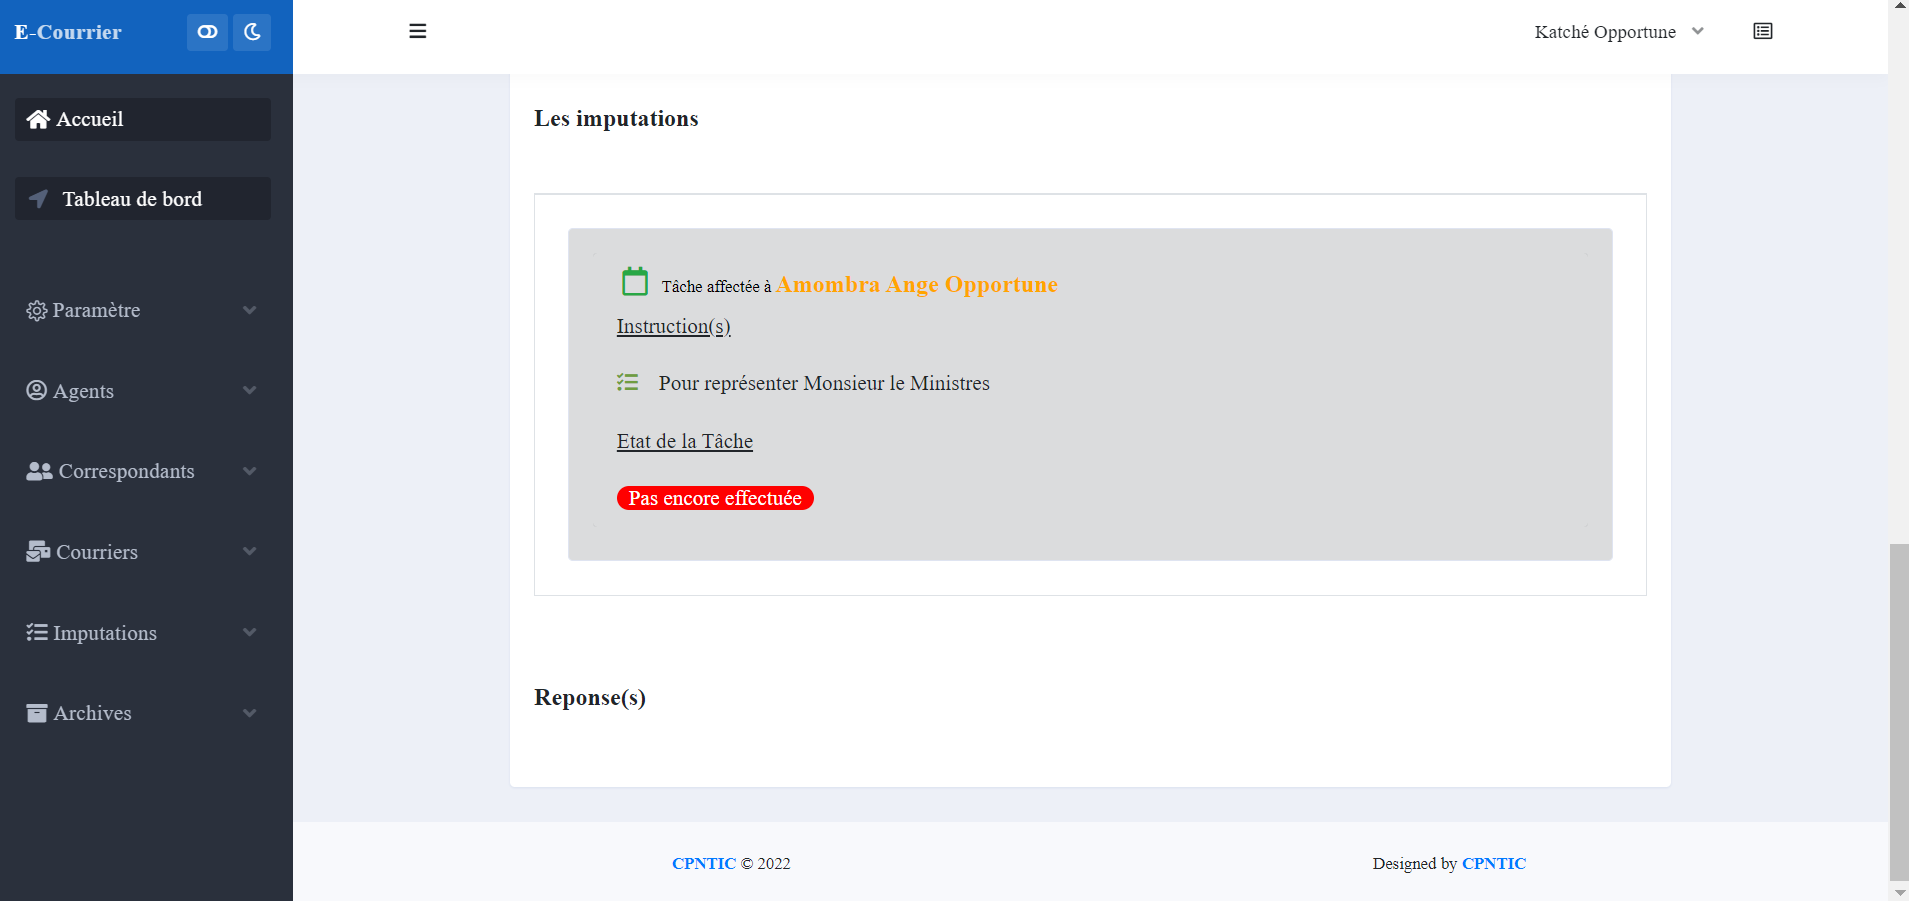 E-Courrier
Katché Opportune
Accueil
Tableau de bord
Paramètre
Agents
Correspondants
Courriers
Imputations
Archives
Les imputations
Tâche affectée à Amombra Ange Opportune
Instruction(s)
Pour représenter Monsieur le Ministres
Etat de la Tâche
Pas encore effectuée
Reponse(s)
CPNTIC © 2022
Designed by CPNTIC